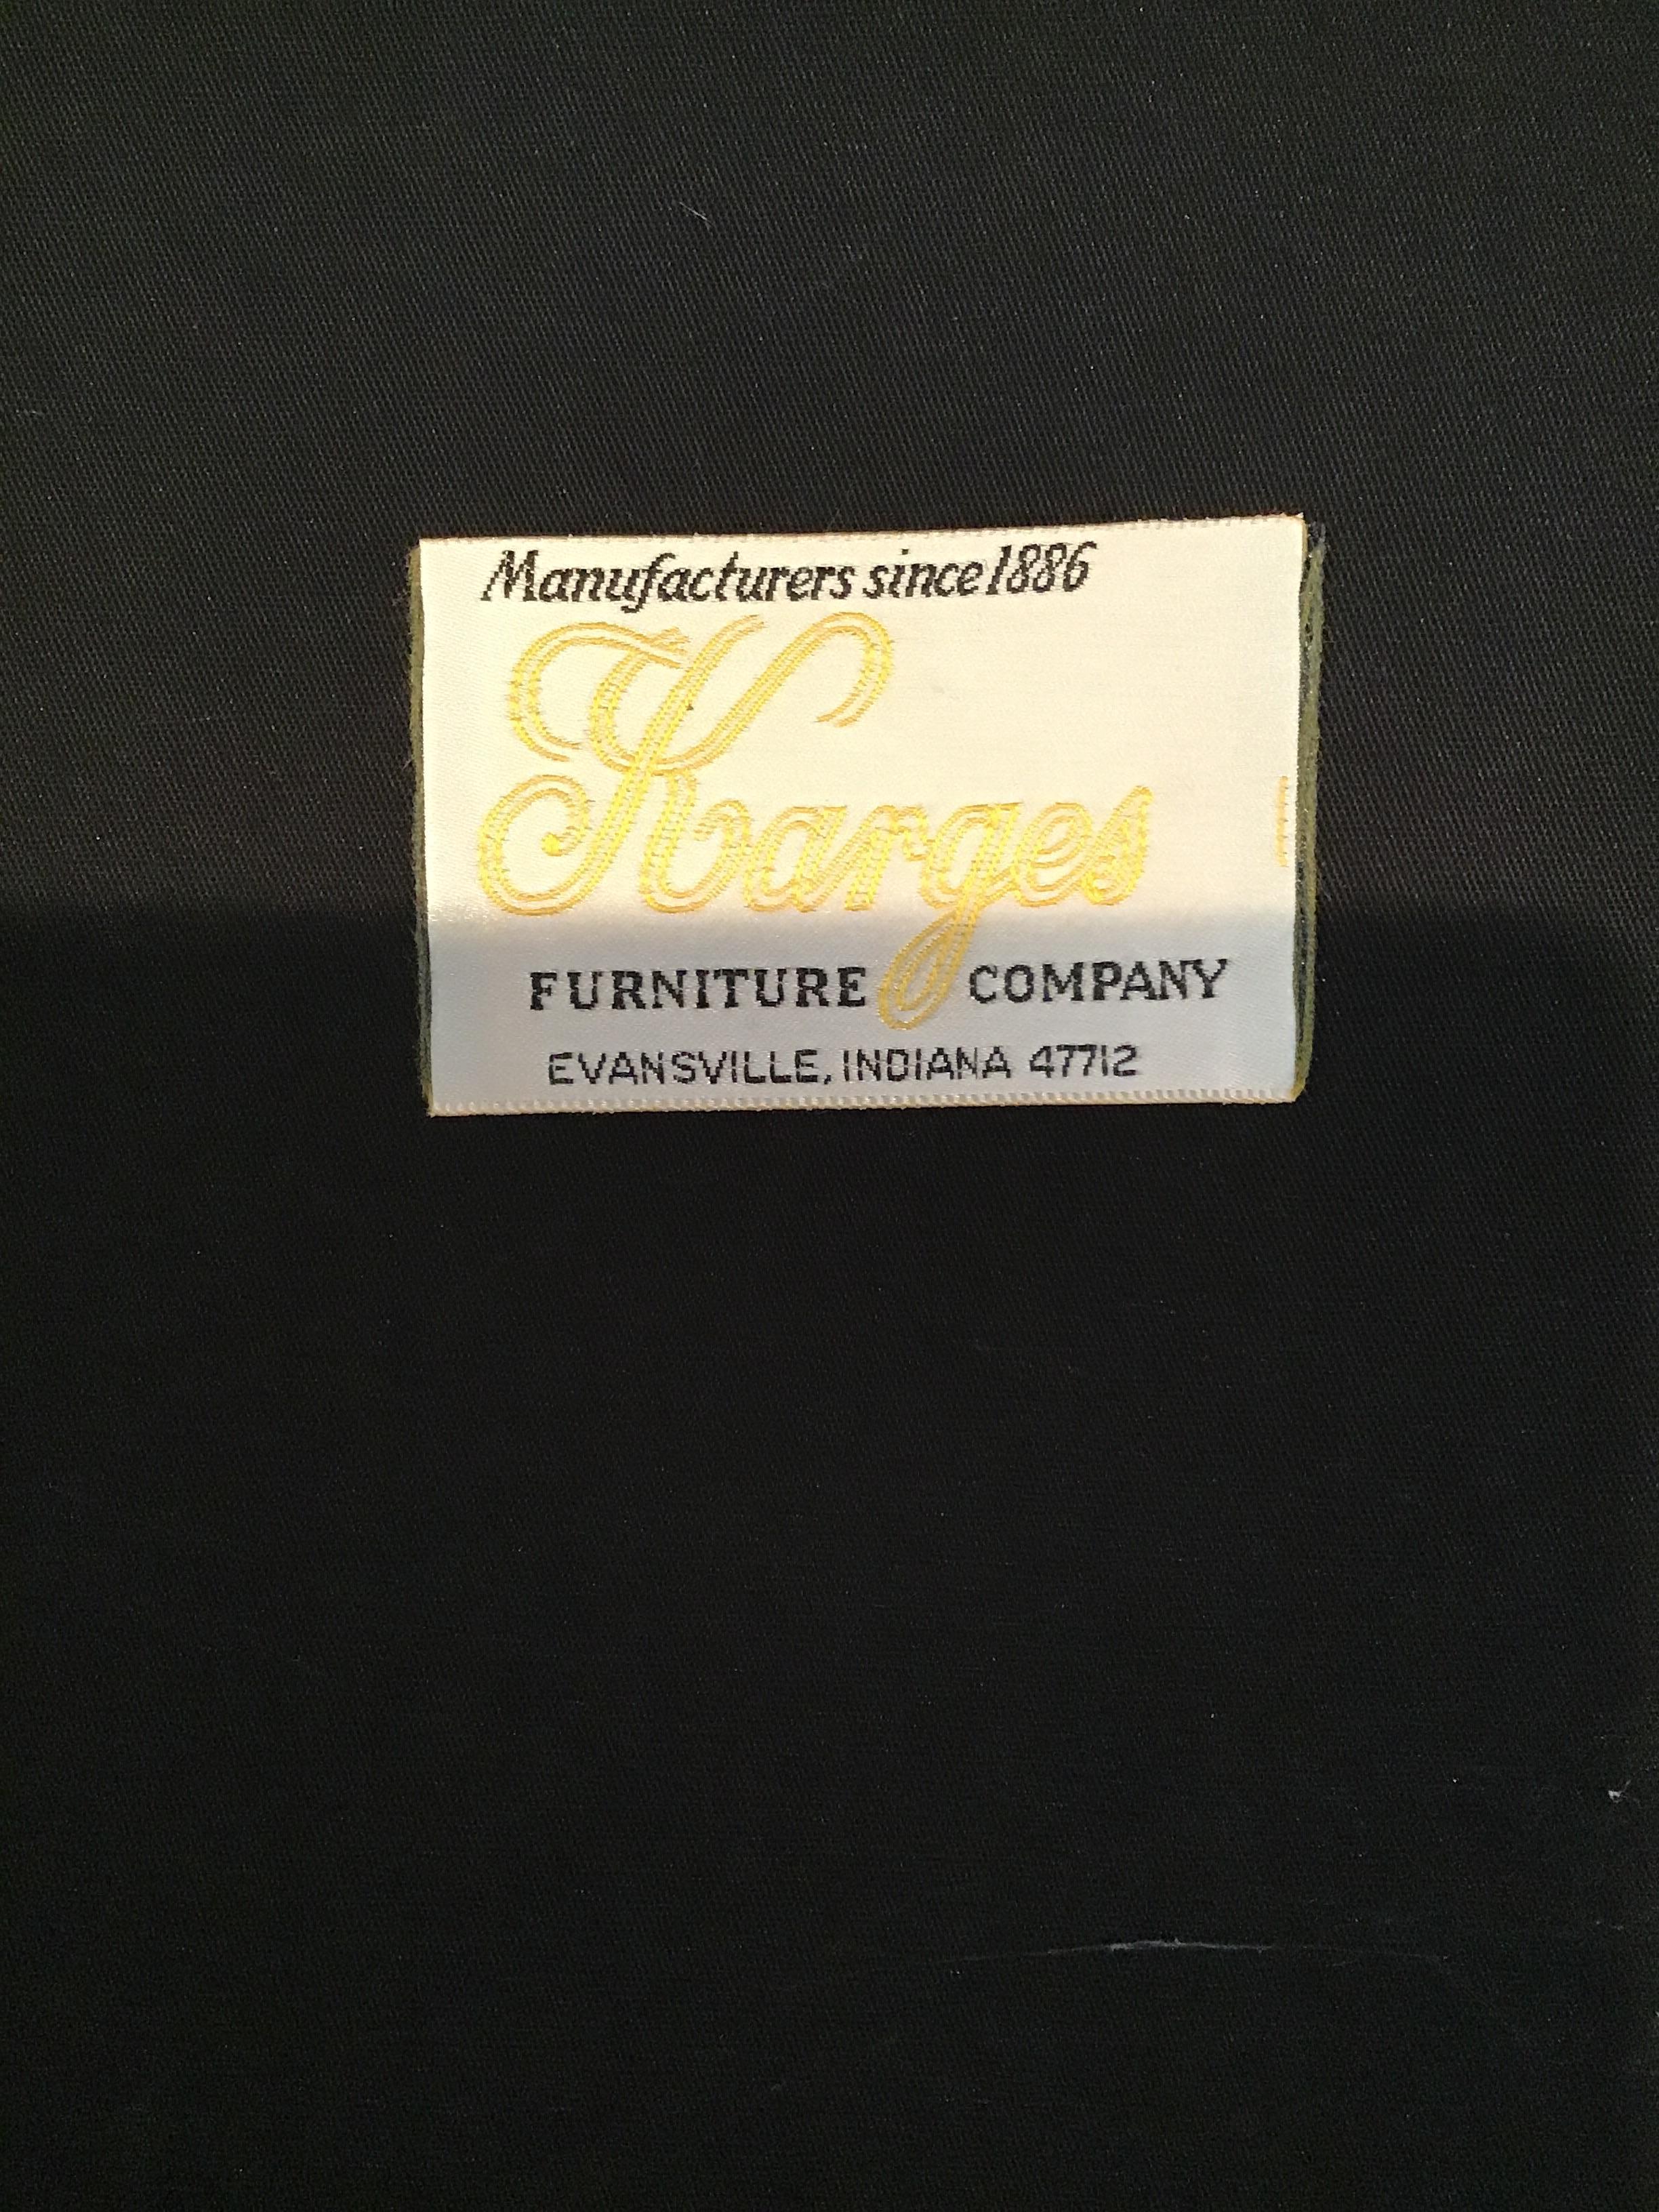 Manufacturers since 1886
Karges
FURNITURE COMPANY
EVANSVILLE, INDIANA 47712